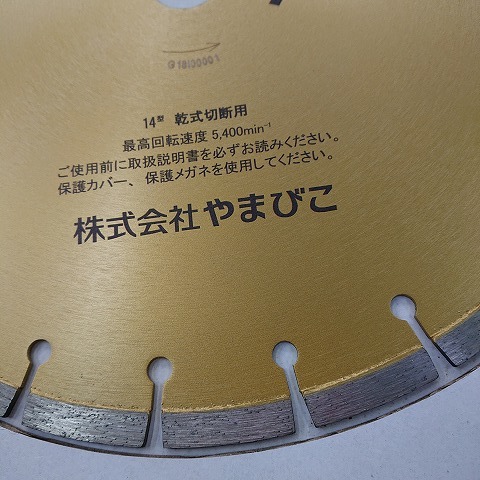 G18I00001
14型 乾式切断用
最高回転速度 5,400min⁻¹
ご使用前に取扱説明書を必ずお読みください。
保護カバー、保護メガネを使用してください。
株式会社やまびこ